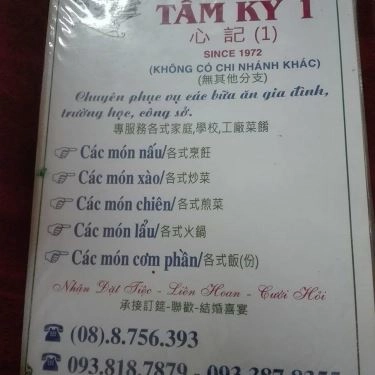 TÂM KÝ 1
心 記 (1)
SINCE 1972
(KHÔNG CÓ CHI NHÁNH KHÁC)
(無其他分支)
Chuyên phục vụ các bữa ăn gia đình,
trường học, công sở.
專服務各式家庭,學校,工廠菜餚
Các món nấu/各式烹飪
Các món xào/各式炒菜
Các món chiên/各式煎菜
Các món lẩu/各式火鍋
Các món cơm phần/各式飯(份)
Nhận Đặt Tiệc - Liên Hoan - Cưới Hỏi
承接訂筵-聯歡-結婚喜宴
(08).8.756.393
093.818.7879 - 093.287.8355